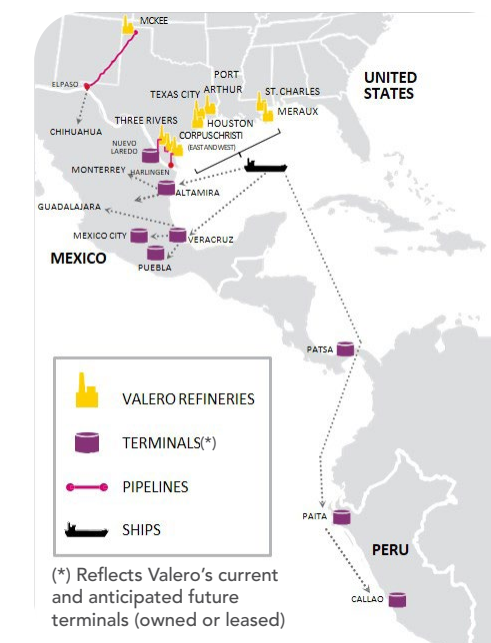 MCKEE
ELPASO
CHIHUAHUA
PORT
ARTHUR
TEXAS CITY
ST. CHARLES
MERAUX
HOUSTON
THREE RIVERS
CORPUSCHRISTI
(EAST AND WEST)
NUEVO
LAREDO
HARLINGEN
MONTERREY
ALTAMIRA
GUADALAJARA
MEXICO CITY
VERACRUZ
PUEBLA
MEXICO
UNITED
STATES
PATSA
PAITA
PERU
CALLAO
VALERO REFINERIES
TERMINALS(*)
PIPELINES
SHIPS
(*) Reflects Valero's current
and anticipated future
terminals (owned or leased)